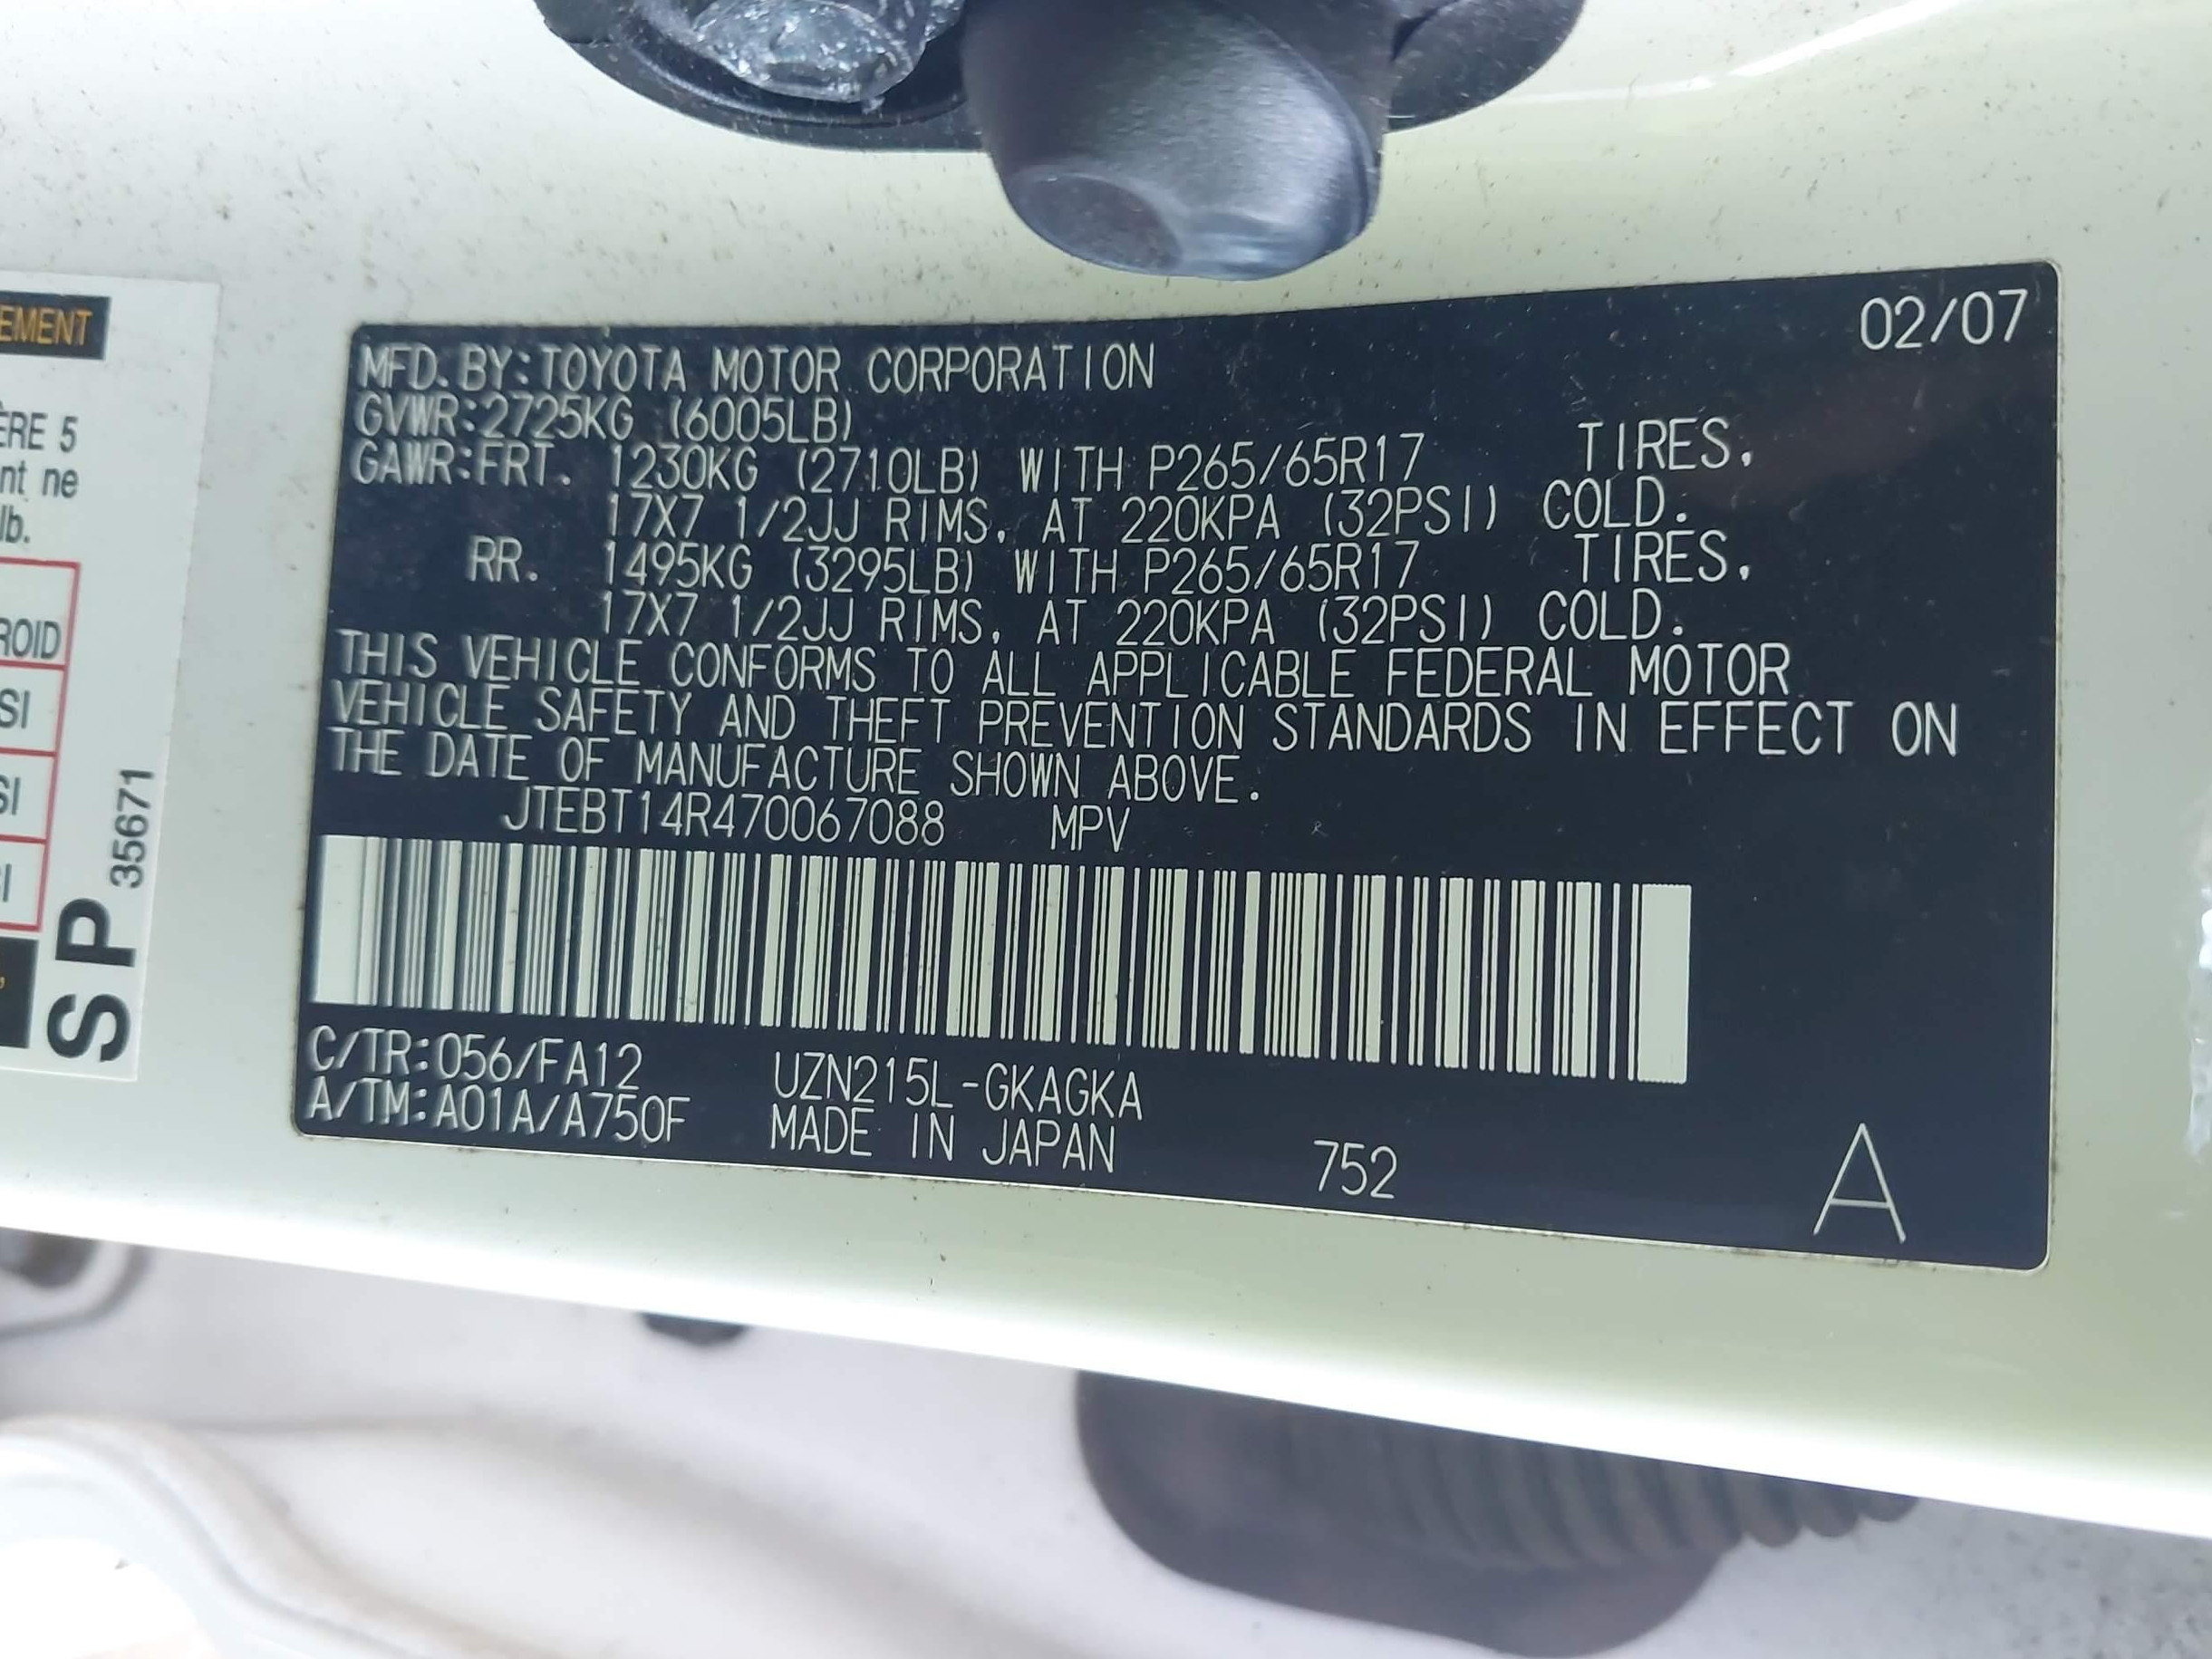 EMENT
ÈRE 5
nt ne
lb.
ROID
SI
SI
SI
SP 35671
02/07
MFD. BY: TOYOTA MOTOR CORPORATION
GVWR: 2725KG (6005LB)
GAWR: FRT. 1230KG (2710LB) WITH P265/65R17 TIRES,
17X7 1/2JJ RIMS, AT 220KPA (32PSI) COLD.
RR. 1495KG (3295LB) WITH P265/65R17 TIRES,
17X7 1/2JJ RIMS, AT 220KPA (32PSI) COLD.
THIS VEHICLE CONFORMS TO ALL APPLICABLE FEDERAL MOTOR
VEHICLE SAFETY AND THEFT PREVENTION STANDARDS IN EFFECT ON
THE DATE OF MANUFACTURE SHOWN ABOVE.
JTEBT14R470067088 MPV
C/TR: 056/FA12 UZN215L-GKAGKA
A/TM: A01A/A750F MADE IN JAPAN 752 A